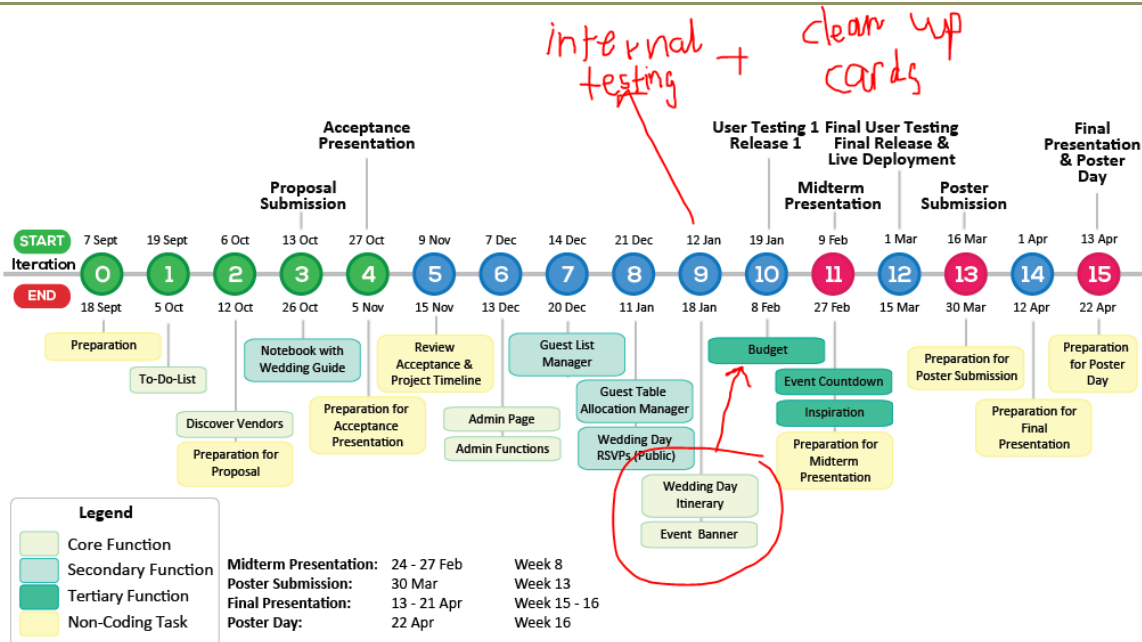 internal
testing
+
clean up
cards
Acceptance
Presentation
User Testing 1
Release 1
Final User Testing
Final Release &
Live Deployment
Final
Presentation
& Poster
Day
Proposal
Submission
Midterm
Presentation
Poster
Submission
START 7 Sept 19 Sept 6 Oct 13 Oct 27 Oct 9 Nov 7 Dec 14 Dec 21 Dec 12 Jan 19 Jan 9 Feb 1 Mar 16 Mar 1 Apr 13 Apr
Iteration 0 1 2 3 4 5 6 7 8 9 10 11 12 13 14 15
END 18 Sept 5 Oct 12 Oct 26 Oct 5 Nov 15 Nov 13 Dec 20 Dec 11 Jan 18 Jan 8 Feb 27 Feb 15 Mar 30 Mar 12 Apr 22 Apr
Preparation
To-Do-List
Discover Vendors
Preparation for
Proposal
Notebook with
Wedding Guide
Preparation for
Acceptance
Presentation
Review
Acceptance &
Project Timeline
Admin Page
Admin Functions
Guest List
Manager
Guest Table
Allocation Manager
Wedding Day
RSVPs (Public)
Wedding Day
Itinerary
Event Banner
Budget
Event Countdown
Inspiration
Preparation for
Midterm
Presentation
Preparation for
Poster Submission
Preparation for
Final
Presentation
Preparation
for Poster
Day
Legend
Core Function
Secondary Function
Tertiary Function
Non-Coding Task
Midterm Presentation: 24 - 27 Feb Week 8
Poster Submission: 30 Mar Week 13
Final Presentation: 13 - 21 Apr Week 15 - 16
Poster Day: 22 Apr Week 16